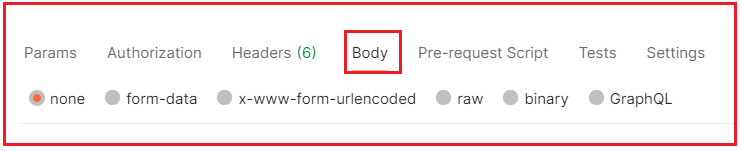 Params Authorization Headers (6) Body Pre-request Script Tests Settings
none form-data x-www-form-urlencoded raw binary GraphQL